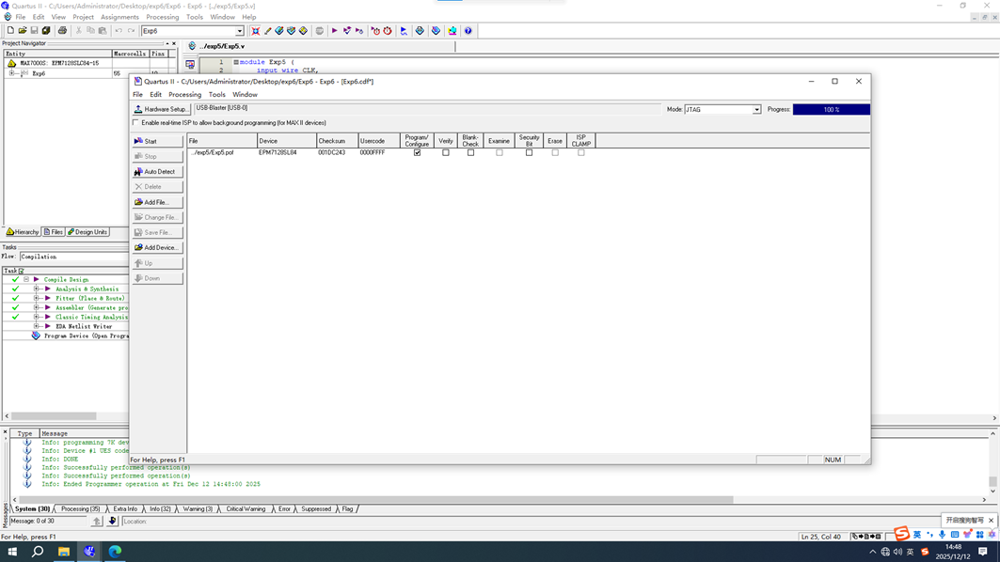 Quartus II - C:/Users/Administrator/Desktop/exp6/Exp6 - Exp6 - [../exp5/Exp5.v]
File Edit View Project Assignments Processing Tools Window Help
Exp6
Project Navigator
../exp5/Exp5.v
Entity Macrocells Pins
MAX7000S: EPM7128SLC84-15
Exp6 55
1 module Exp5 (
2 input wire CLK,
Quartus II - C:/Users/Administrator/Desktop/exp6/Exp6 - Exp6 - [Exp6.cdf*]
File Edit Processing Tools Window
Hardware Setup... USB-Blaster [USB-0] Mode: JTAG Progress: 100 %
Enable real-time ISP to allow background programming (for MAX II devices)
File Device Checksum Usercode Program/ Configure Verify Blank- Check Examine Security Bit Erase ISP CLAMP
../exp5/Exp5.pof EPM7128SL84 001DC243 0000FFFF
Start
Stop
Auto Detect
Delete
Add File...
Change File...
Save File...
Add Device...
Up
Down
For Help, press F1
NUM
Hierarchy Files Design Units
Tasks
Flow: Compilation
Task
Compile Design
Analysis & Synthesis
Fitter (Place & Route)
Assembler (Generate pro
Classic Timing Analysis
EDA Netlist Writer
Program Device (Open Progra
Type Message
Info: programming 7K dev
Info: Device #1 UES code
Info: DONE
Info: Successfully performed operation(s)
Info: Successfully performed operation(s)
Info: Ended Programmer operation at Fri Dec 12 14:48:00 2025
System (30) Processing (35) Extra Info Info (32) Warning (3) Critical Warning Error Suppressed Flag
Messages
Message: 0 of 30 Location:
开启搜狗智写
For Help, press F1
Ln 25, Col 40
英
英
14:48
2025/12/12